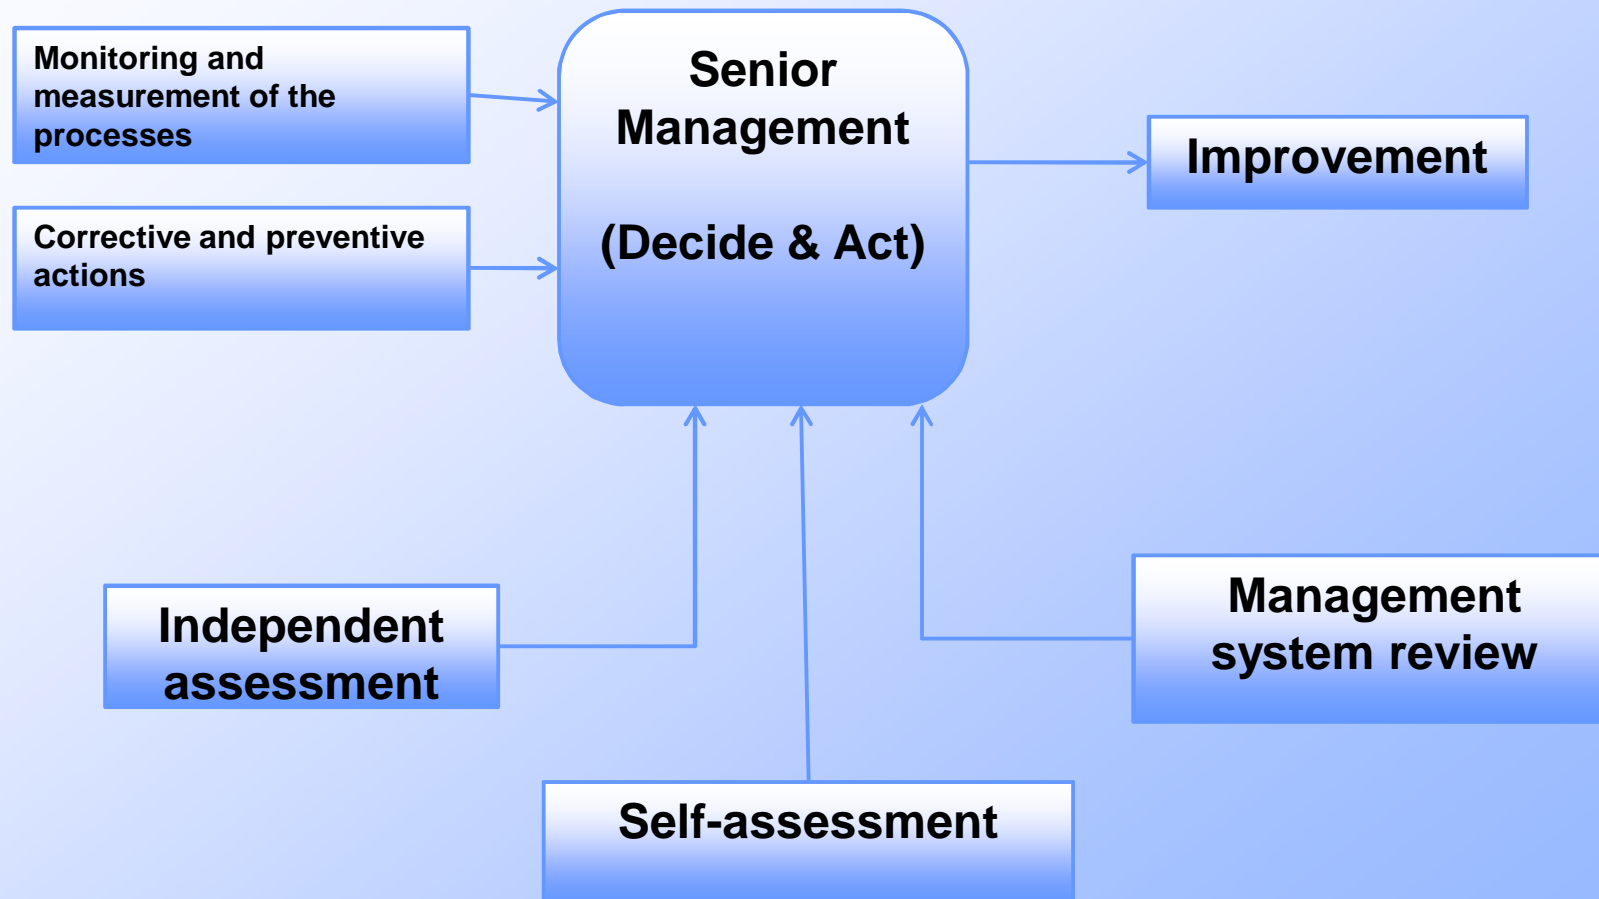 Monitoring and
measurement of the
processes
Senior
Management
(Decide & Act)
Improvement
Corrective and preventive
actions
Independent
assessment
Management
system review
Self-assessment